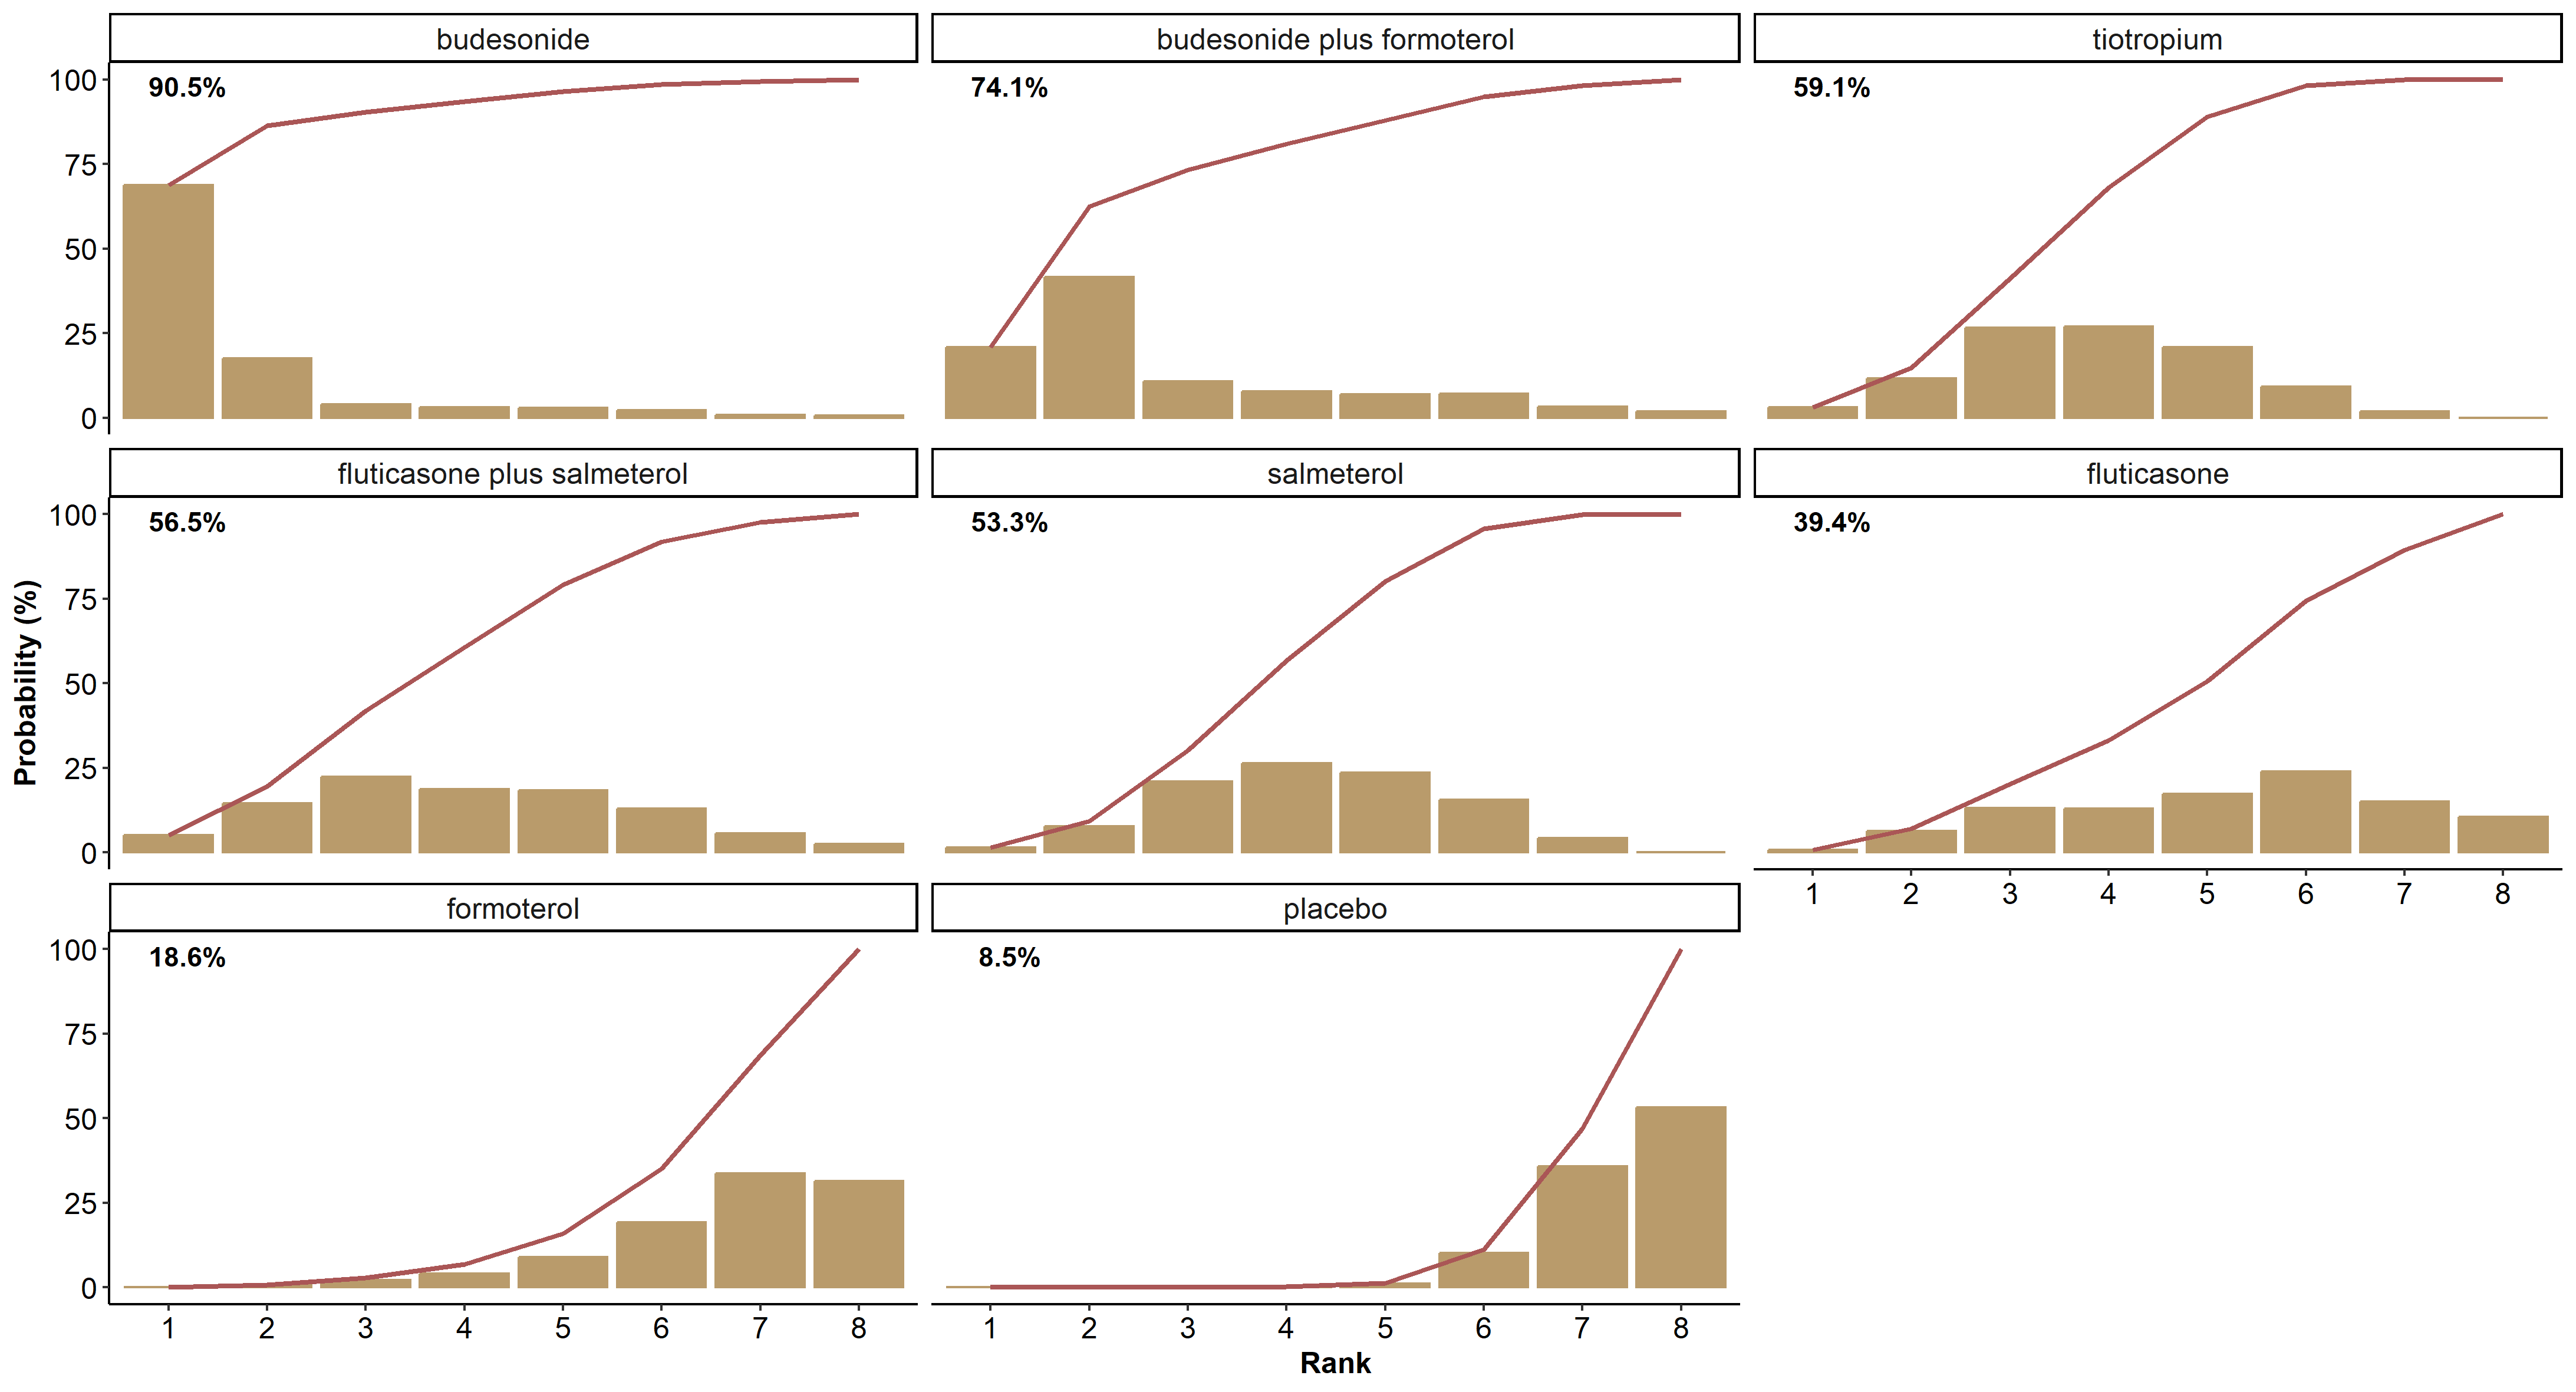 budesonide
budesonide plus formoterol
tiotropium
100
75
50
25
0
90.5%
74.1%
59.1%
fluticasone plus salmeterol
salmeterol
fluticasone
100
75
50
25
0
56.5%
53.3%
39.4%
1 2 3 4 5 6 7 8
formoterol
placebo
100
75
50
25
0
18.6%
8.5%
1 2 3 4 5 6 7 8
1 2 3 4 5 6 7 8
Probability (%)
Rank